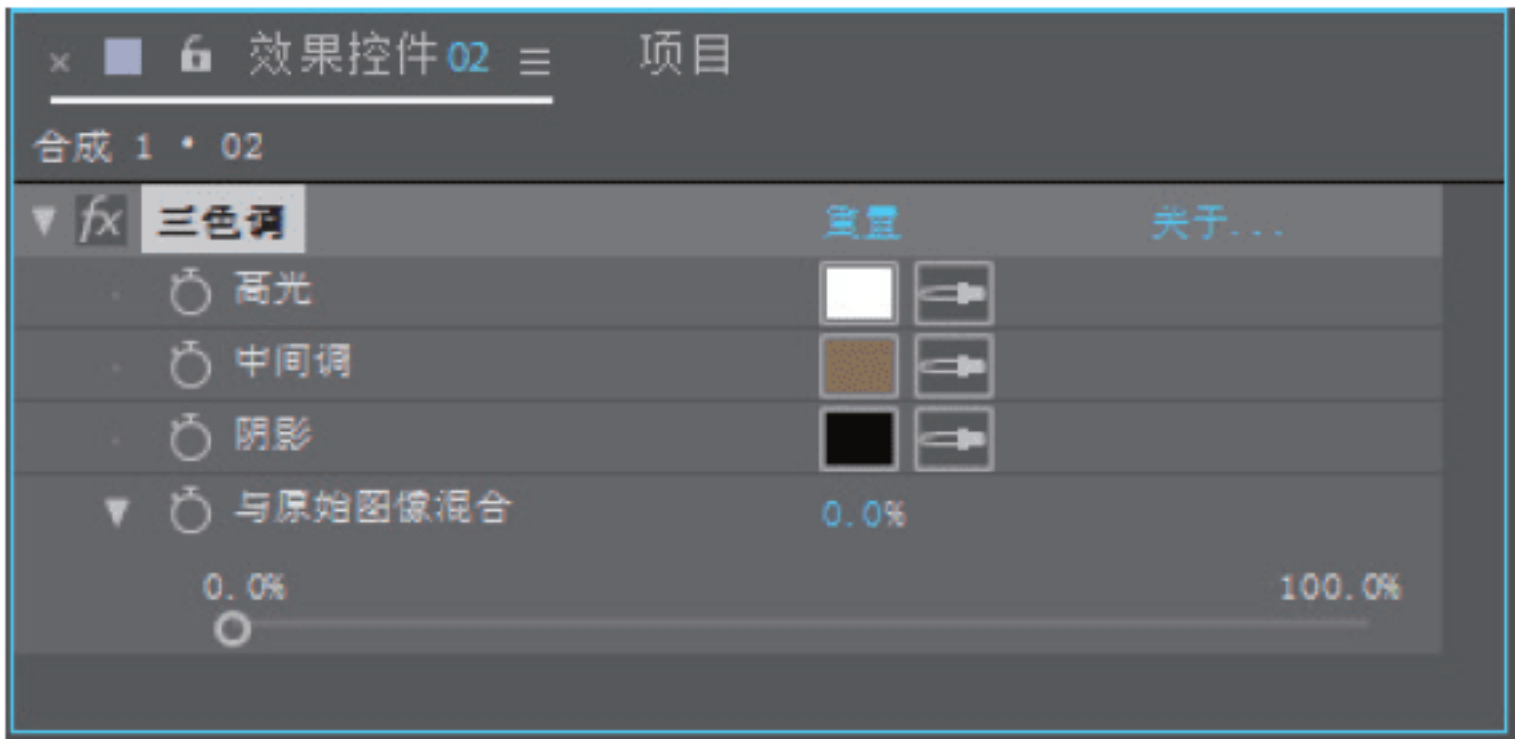 × 效果控件 02 ≡ 项目
合成 1 • 02
fx 三色调 重置 关于...
高光
中间调
阴影
与原始图像混合 0.0%
0.0% 100.0%